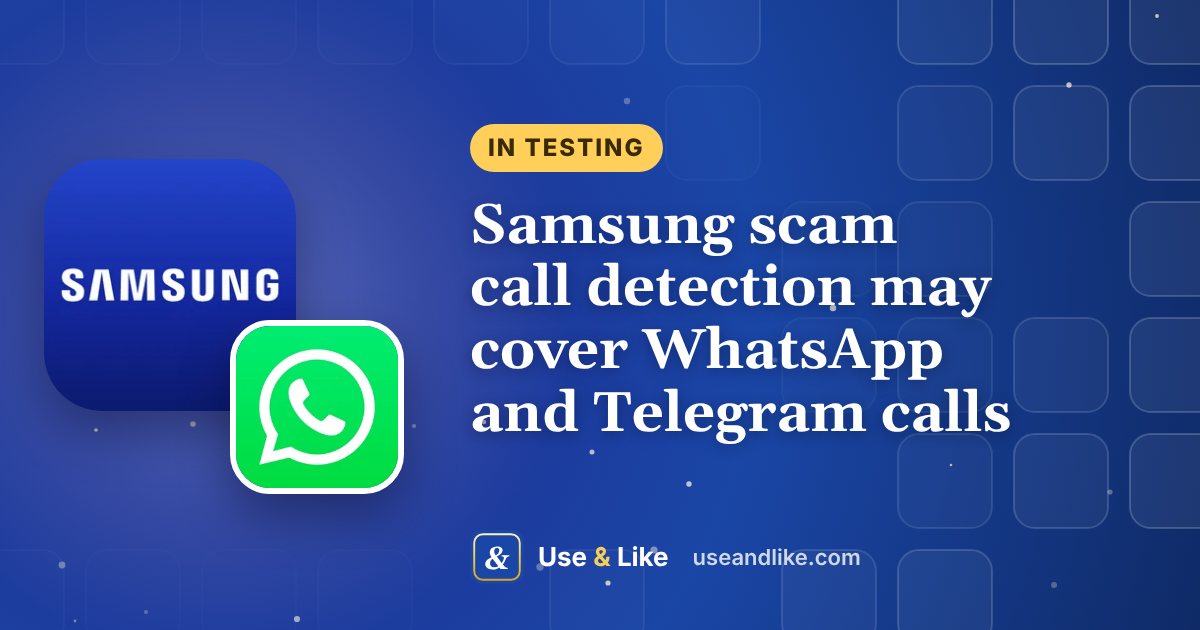 IN TESTING
SAMSUNG
Samsung scam
call detection may
cover WhatsApp
and Telegram calls
& Use & Like useandlike.com